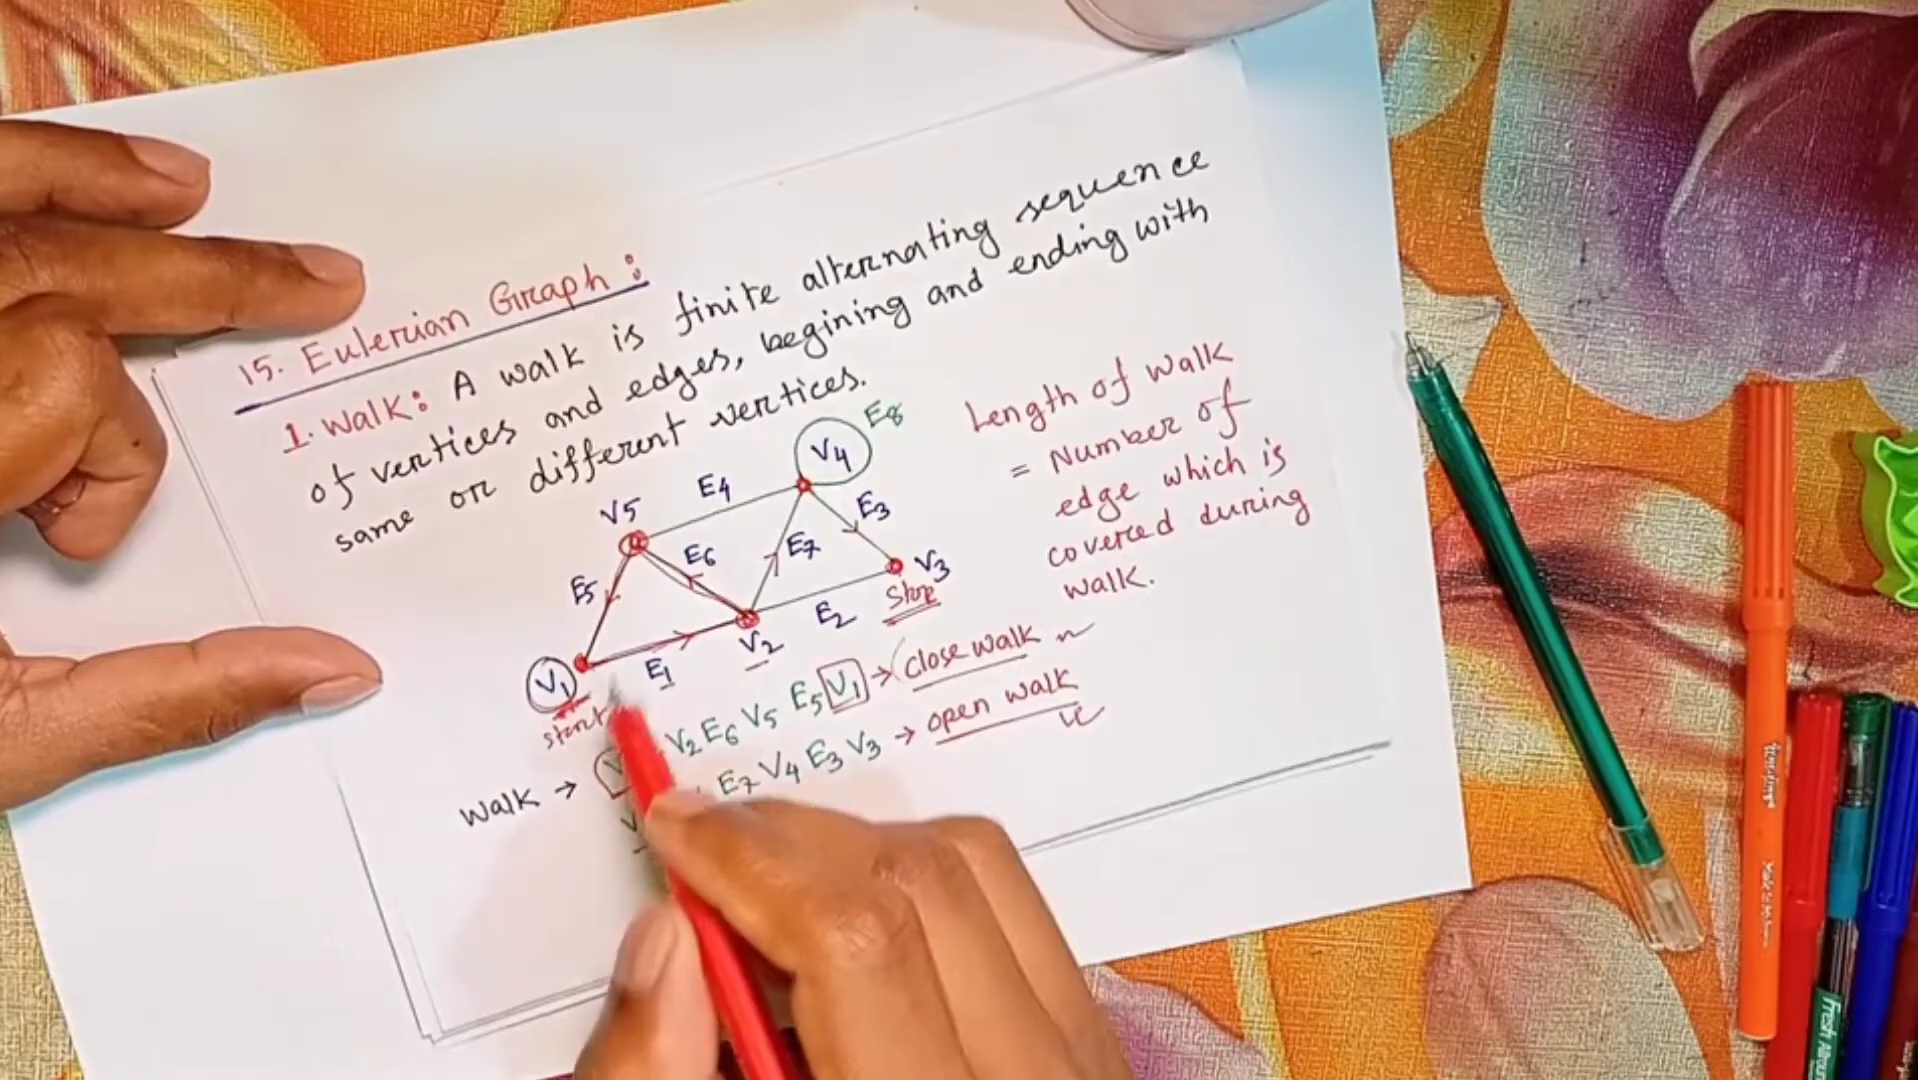 15. Eulerian Graph:
1. Walk: A walk is finite alternating sequence
of vertices and edges, begining and ending with
same or different vertices.
E8
V4
E4
V5
E3
E7
E6
V3
E5
Stop
E2
V2
E1
V1
start
Length of walk
= Number of
edge which is
covered during
walk.
V2 E6 V5 E5 V1 → close walk
Walk → E7 V4 E3 V3 → open walk